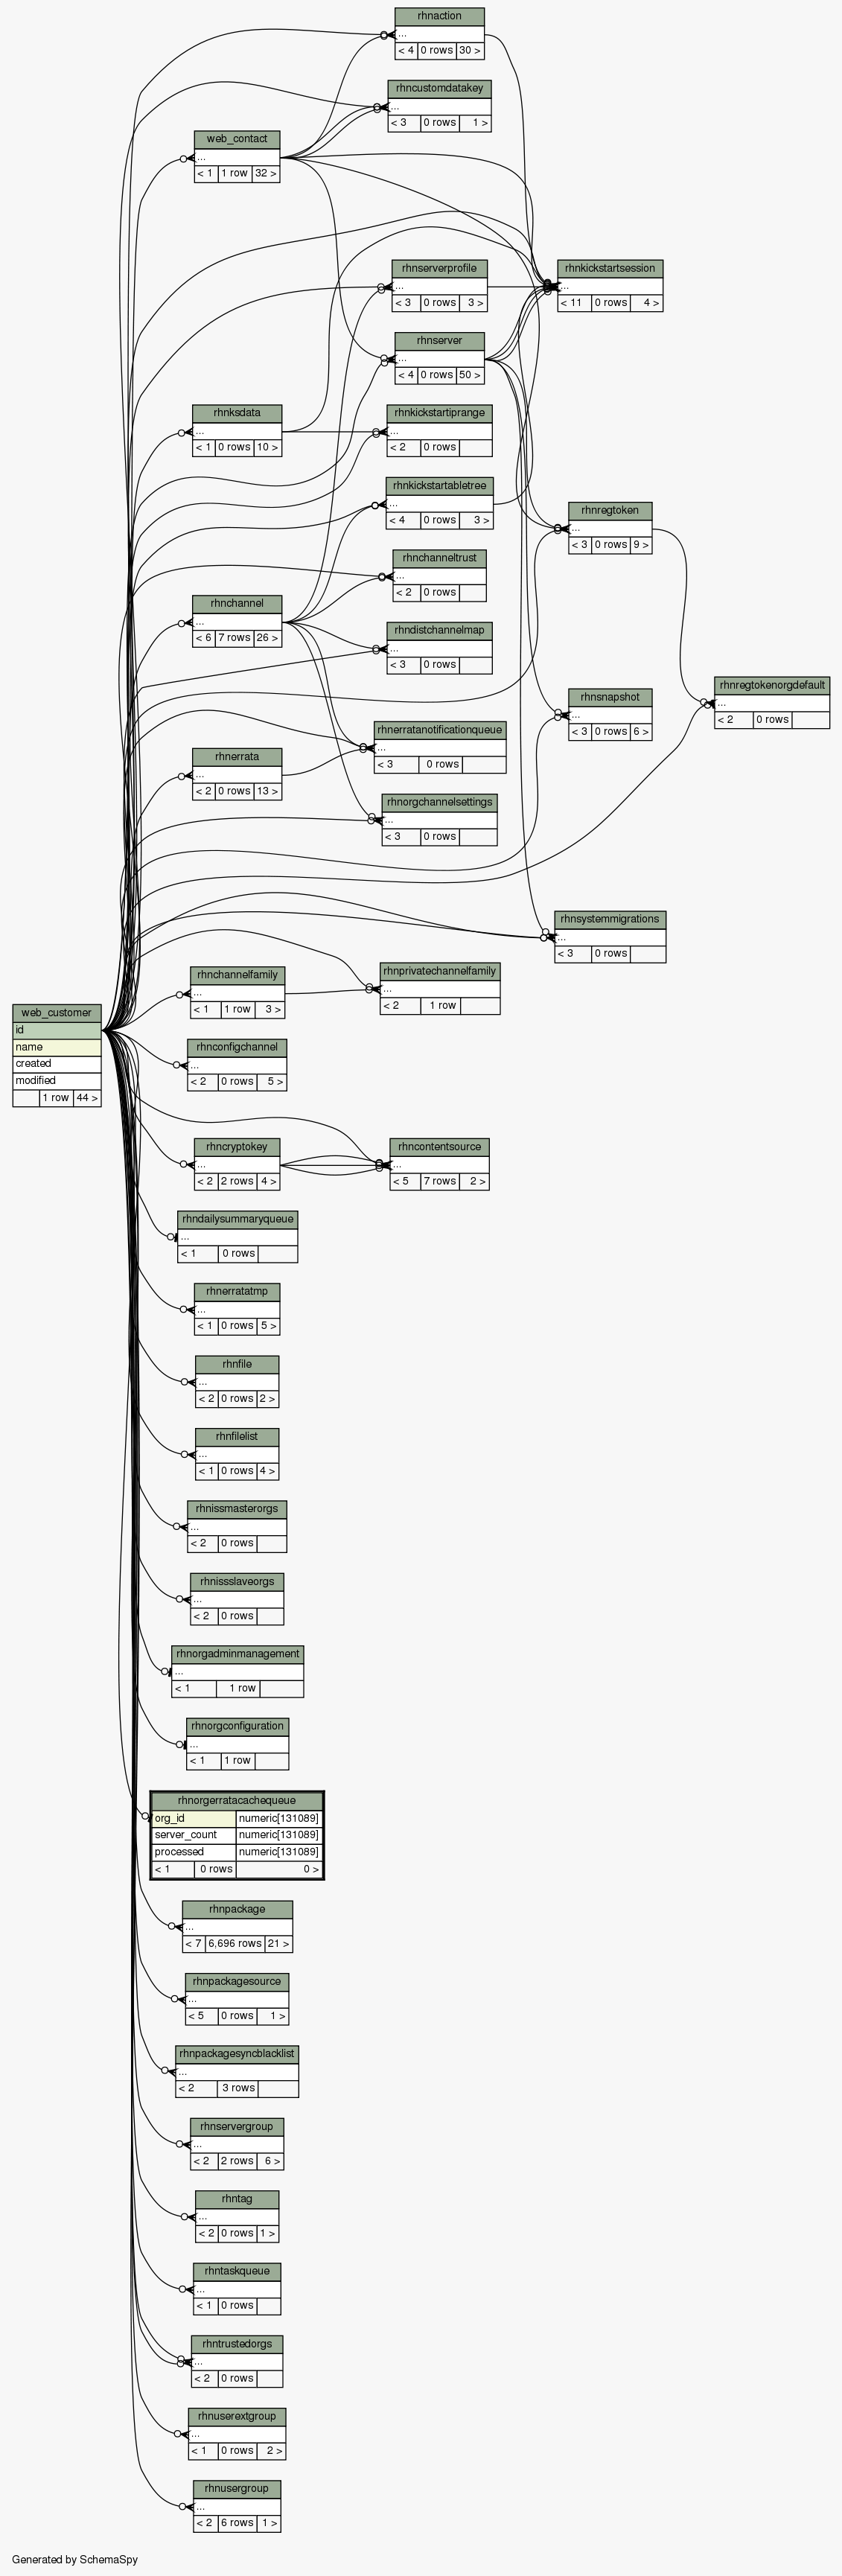 rhnaction
...
< 4 0 rows 30 >
rhncustomdatakey
...
< 3 0 rows 1 >
web_contact
...
< 1 1 row 32 >
rhnserverprofile
...
< 3 0 rows 3 >
rhnkickstartsession
...
< 11 0 rows 4 >
rhnserver
...
< 4 0 rows 50 >
rhnksdata
...
< 1 0 rows 10 >
rhnkickstartiprange
...
< 2 0 rows
rhnkickstartabletree
...
< 4 0 rows 3 >
rhnregtoken
...
< 3 0 rows 9 >
rhnchanneltrust
...
< 2 0 rows
rhnchannel
...
< 6 7 rows 26 >
rhndistchannelmap
...
< 3 0 rows
rhnregtokenorgdefault
...
< 2 0 rows
rhnsnapshot
...
< 3 0 rows 6 >
rhnerratanotificationqueue
...
< 3 0 rows
rhnerrata
...
< 2 0 rows 13 >
rhnorgchannelsettings
...
< 3 0 rows
rhnsystemmigrations
...
< 3 0 rows
rhnprivatechannelfamily
...
< 2 1 row
rhnchannelfamily
...
< 1 1 row 3 >
web_customer
id
name
created
modified
1 row 44 >
rhnconfigchannel
...
< 2 0 rows 5 >
rhncryptokey
...
< 2 2 rows 4 >
rhncontentsource
...
< 5 7 rows 2 >
rhndailysummaryqueue
...
< 1 0 rows
rhnerratatmp
...
< 1 0 rows 5 >
rhnfile
...
< 2 0 rows 2 >
rhnfilelist
...
< 1 0 rows 4 >
rhnissmasterorgs
...
< 2 0 rows
rhnissslaveorgs
...
< 2 0 rows
rhnorgadminmanagement
...
< 1 1 row
rhnorgconfiguration
...
< 1 1 row
rhnorgerratacachequeue
org_id numeric[131089]
server_count numeric[131089]
processed numeric[131089]
< 1 0 rows 0 >
rhnpackage
...
< 7 6,696 rows 21 >
rhnpackagesource
...
< 5 0 rows 1 >
rhnpackagesyncblacklist
...
< 2 3 rows
rhnservergroup
...
< 2 2 rows 6 >
rhntag
...
< 2 0 rows 1 >
rhntaskqueue
...
< 1 0 rows
rhntrustedorgs
...
< 2 0 rows
rhnuserextgroup
...
< 1 0 rows 2 >
rhnusergroup
...
< 2 6 rows 1 >
Generated by SchemaSpy